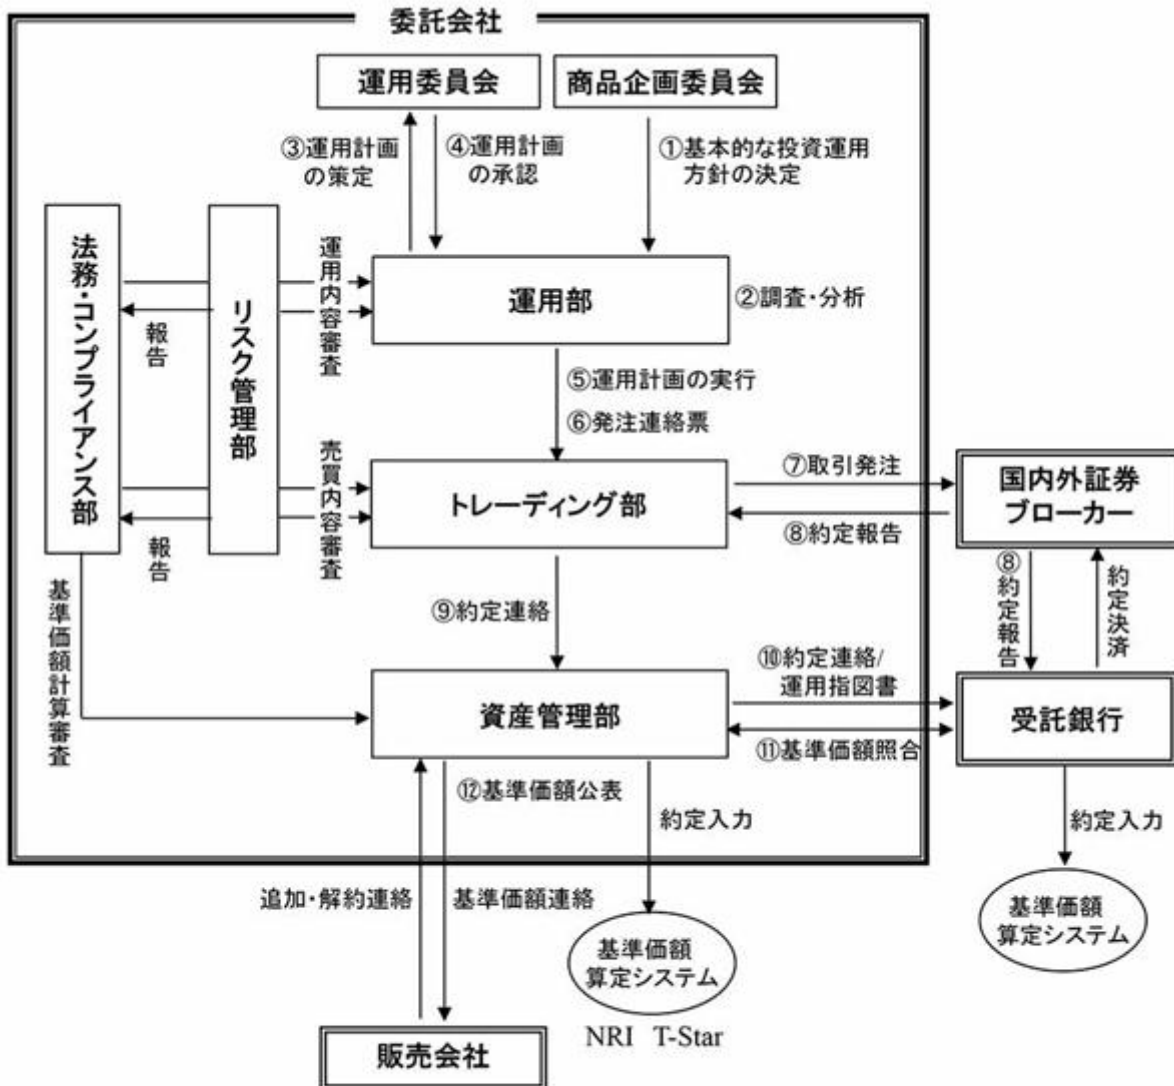 委託会社
運用委員会
商品企画委員会
③運用計画
の策定
④運用計画
の承認
①基本的な投資運用
方針の決定
法務・コンプライアンス部
リスク管理部
運用内容審査
報告
運用部
②調査・分析
⑤運用計画の実行
⑥発注連絡票
売買内容審査
報告
トレーディング部
⑦取引発注
⑧約定報告
国内外証券
ブローカー
⑧約定報告
約定決済
基準価額計算審査
⑨約定連絡
資産管理部
⑩約定連絡/
運用指図書
⑪基準価額照合
受託銀行
⑫基準価額公表
約定入力
約定入力
追加・解約連絡
基準価額連絡
基準価額
算定システム
基準価額
算定システム
NRI T-Star
販売会社